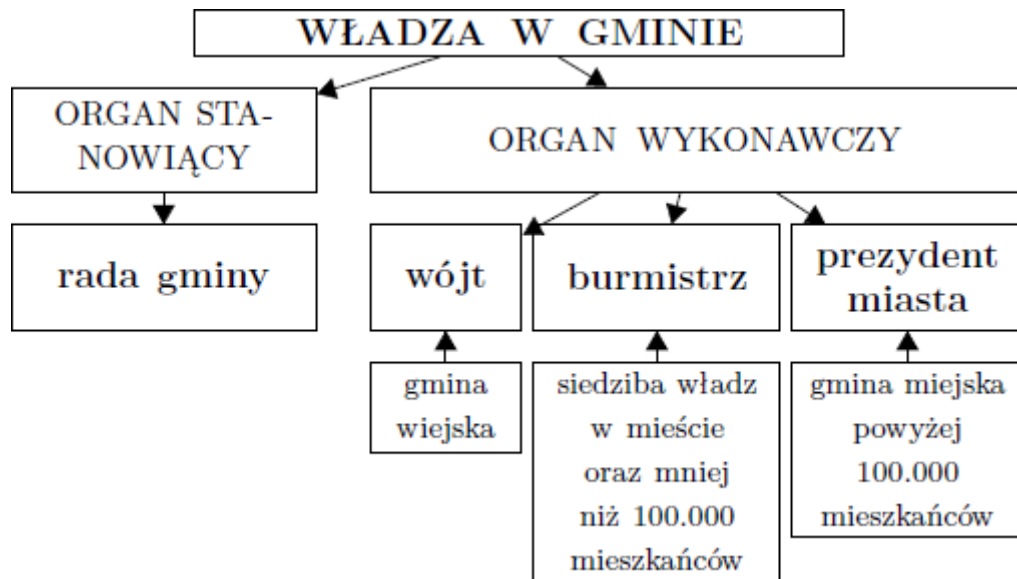 WŁADZA W GMINIE
ORGAN STA-
NOWIĄCY
ORGAN WYKONAWCZY
rada gminy
wójt
burmistrz
prezydent
miasta
gmina
wiejska
siedziba władz
w mieście
oraz mniej
niż 100.000
mieszkańców
gmina miejska
powyżej
100.000
mieszkańców